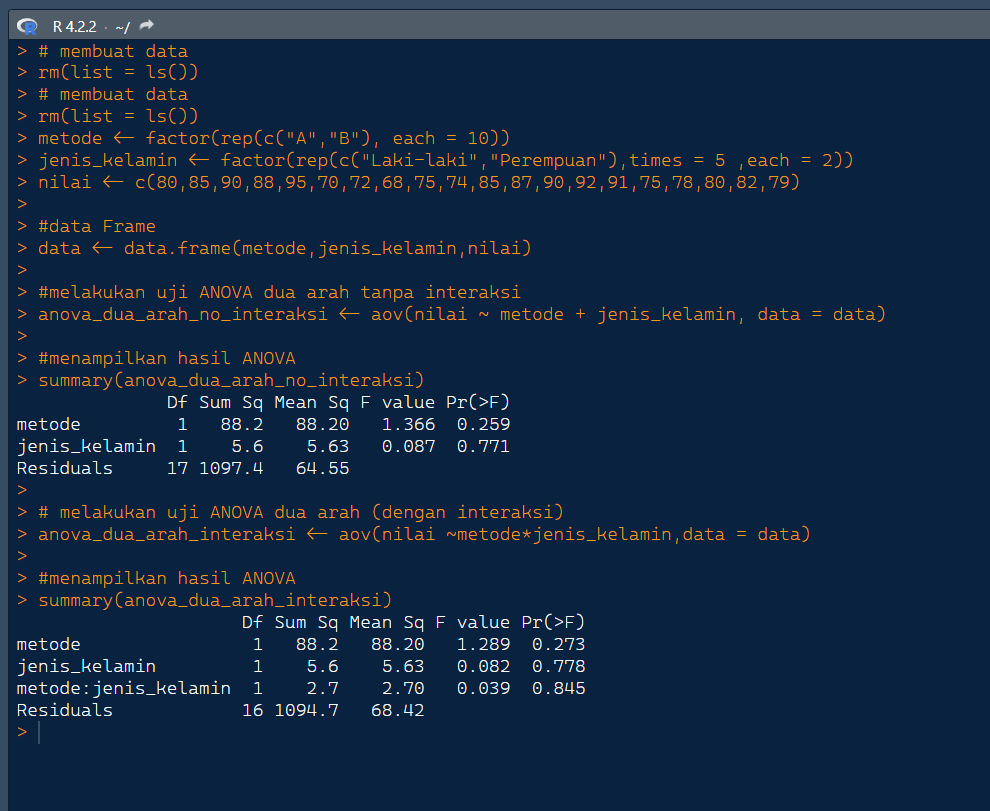 R 4.2.2 · ~/
> # membuat data
> rm(list = ls())
> # membuat data
> rm(list = ls())
> metode <- factor(rep(c("A","B"), each = 10))
> jenis_kelamin <- factor(rep(c("Laki-laki","Perempuan"),times = 5 ,each = 2))
> nilai <- c(80,85,90,88,95,70,72,68,75,74,85,87,90,92,91,75,78,80,82,79)
>
> #data Frame
> data <- data.frame(metode,jenis_kelamin,nilai)
>
> #melakukan uji ANOVA dua arah tanpa interaksi
> anova_dua_arah_no_interaksi <- aov(nilai ~ metode + jenis_kelamin, data = data)
>
> #menampilkan hasil ANOVA
> summary(anova_dua_arah_no_interaksi)
              Df Sum Sq Mean Sq F value Pr(>F)
metode         1   88.2   88.20   1.366  0.259
jenis_kelamin  1    5.6    5.63   0.087  0.771
Residuals     17 1097.4   64.55
>
> # melakukan uji ANOVA dua arah (dengan interaksi)
> anova_dua_arah_interaksi <- aov(nilai ~metode*jenis_kelamin,data = data)
>
> #menampilkan hasil ANOVA
> summary(anova_dua_arah_interaksi)
                     Df Sum Sq Mean Sq F value Pr(>F)
metode                1   88.2   88.20   1.289  0.273
jenis_kelamin         1    5.6    5.63   0.082  0.778
metode:jenis_kelamin  1    2.7    2.70   0.039  0.845
Residuals            16 1094.7   68.42
>